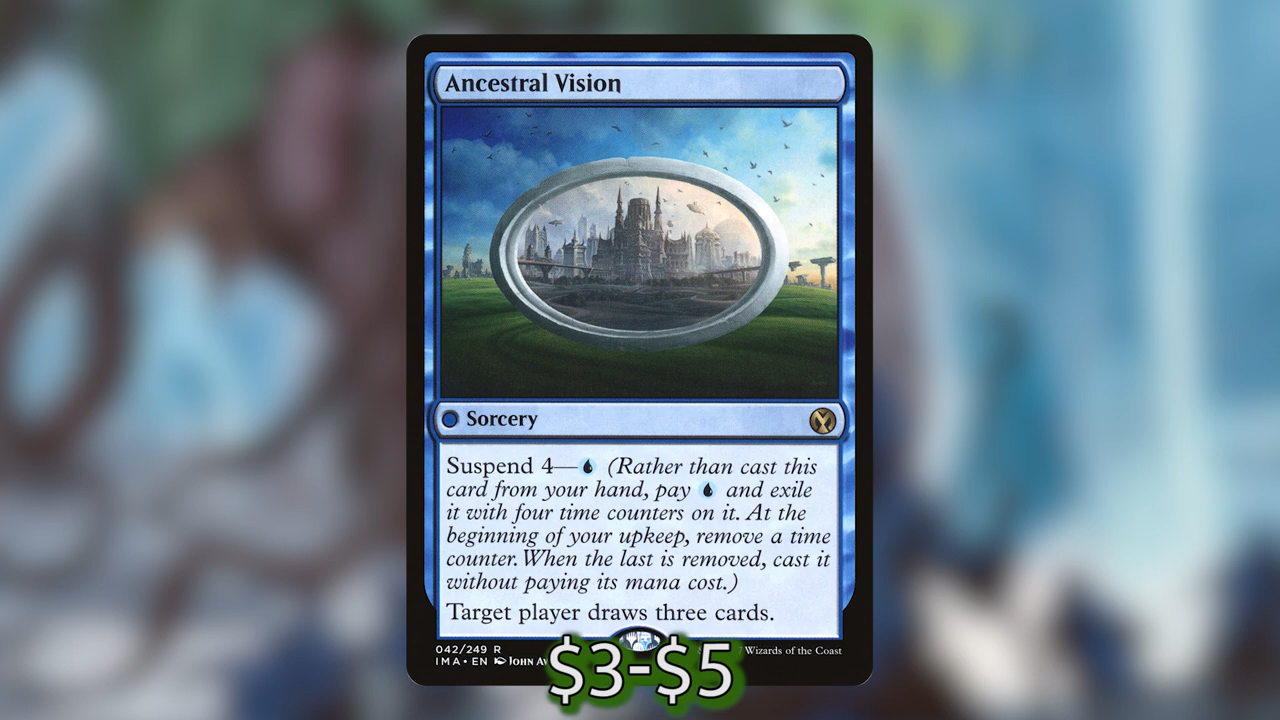 Ancestral Vision
Sorcery
Suspend 4— (Rather than cast this
card from your hand, pay and exile
it with four time counters on it. At the
beginning of your upkeep, remove a time
counter. When the last is removed, cast it
without paying its mana cost.)
Target player draws three cards.
042/249 R
IMA • EN JOHN
Wizards of the Coast
$3-$5